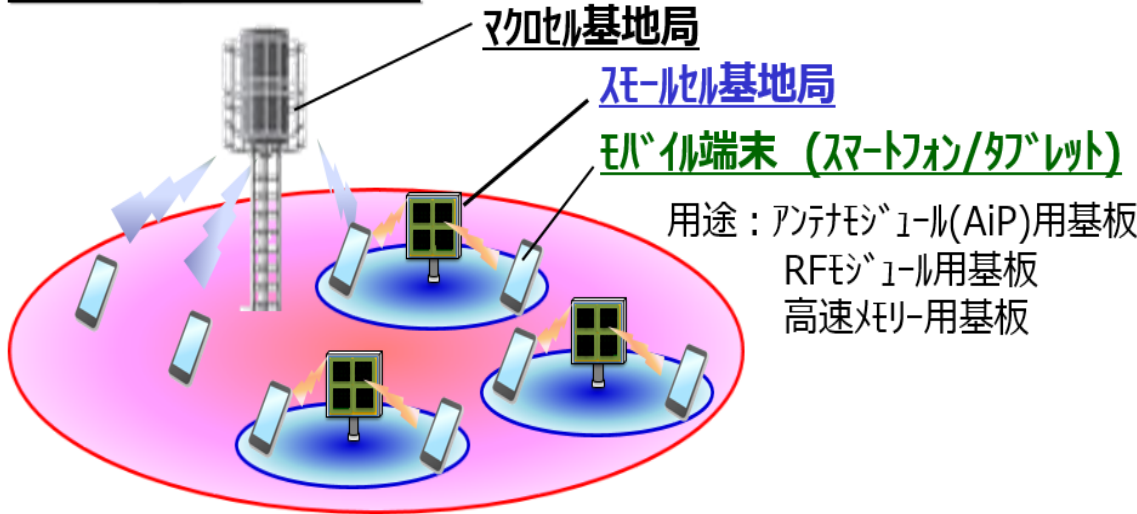 マクロセル基地局
スモールセル基地局
モバイル端末 (スマートフォン/タブレット)
用途：アンテナモジュール(AiP)用基板
RFモジュール用基板
高速メモリー用基板